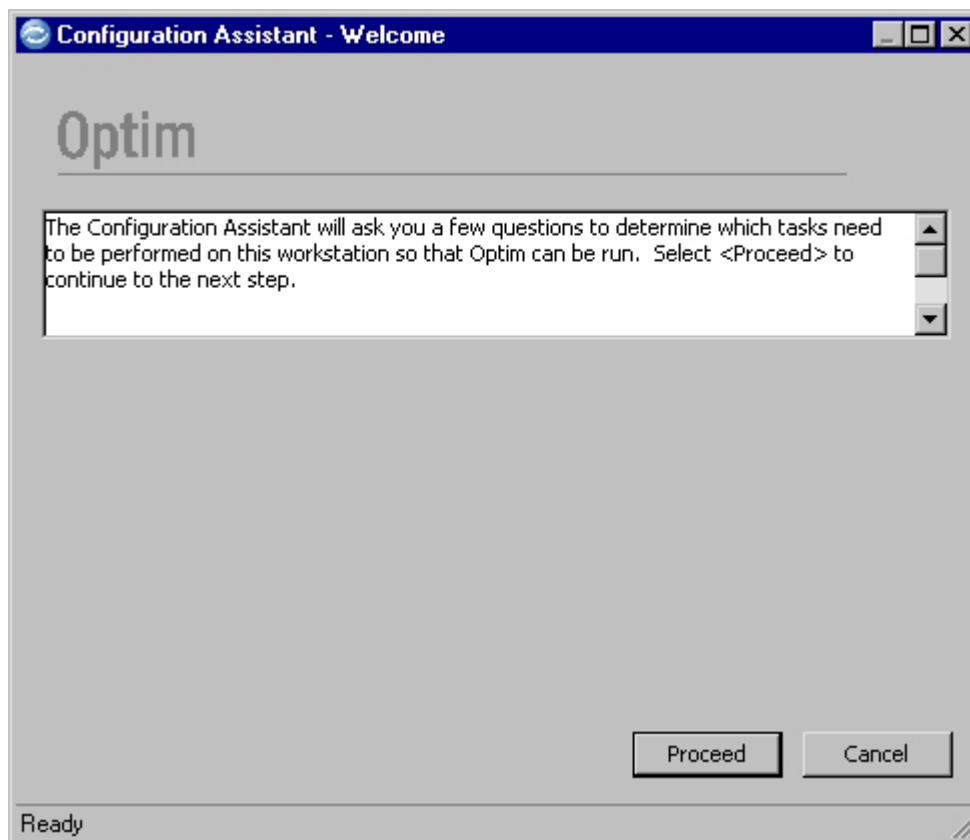 Configuration Assistant - Welcome
Optim
The Configuration Assistant will ask you a few questions to determine which tasks need
to be performed on this workstation so that Optim can be run.  Select <Proceed> to
continue to the next step.
Proceed
Cancel
Ready